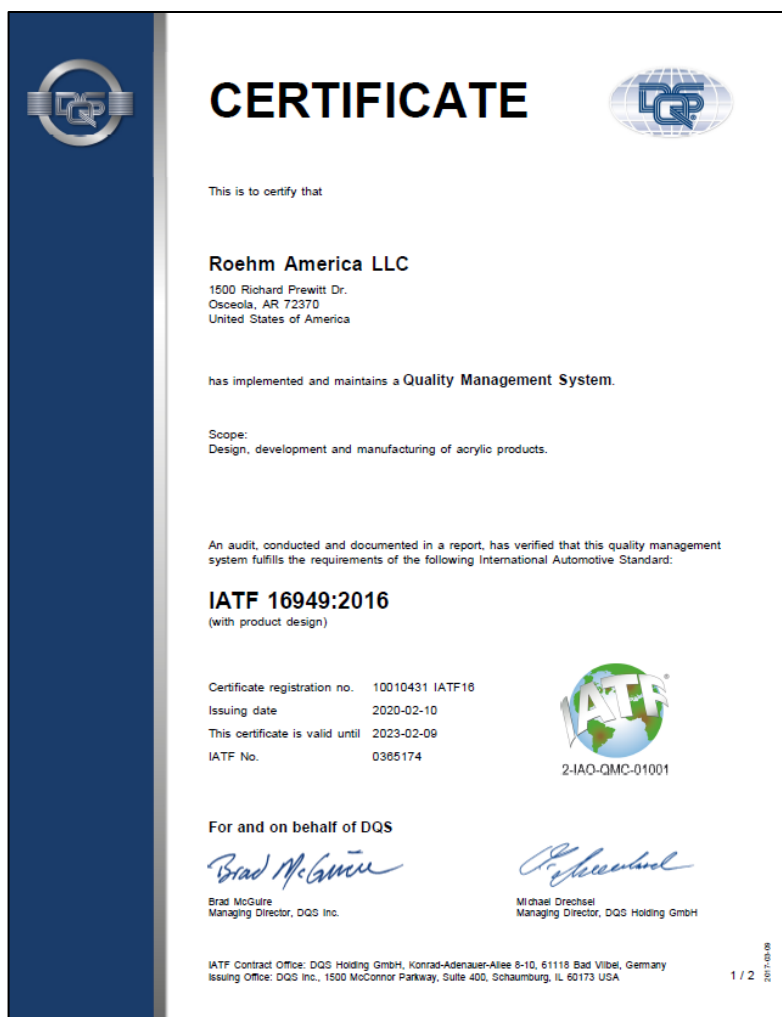 DQS
CERTIFICATE
DQS
This is to certify that
Roehm America LLC
1500 Richard Prewitt Dr.
Osceola, AR 72370
United States of America
has implemented and maintains a Quality Management System.
Scope:
Design, development and manufacturing of acrylic products.
An audit, conducted and documented in a report, has verified that this quality management
system fulfills the requirements of the following International Automotive Standard:
IATF 16949:2016
(with product design)
Certificate registration no. 10010431 IATF16
Issuing date 2020-02-10
This certificate is valid until 2023-02-09
IATF No. 0365174
IATF
2-IAO-QMC-01001
For and on behalf of DQS
Brad McGuire
Brad McGuire
Managing Director, DQS Inc.
Michael Drechsel
Managing Director, DQS Holding GmbH
IATF Contract Office: DQS Holding GmbH, Konrad-Adenauer-Allee 8-10, 61118 Bad Vilbel, Germany
Issuing Office: DQS Inc., 1500 McConnor Parkway, Suite 400, Schaumburg, IL 60173 USA
1 / 2
2017-03-09